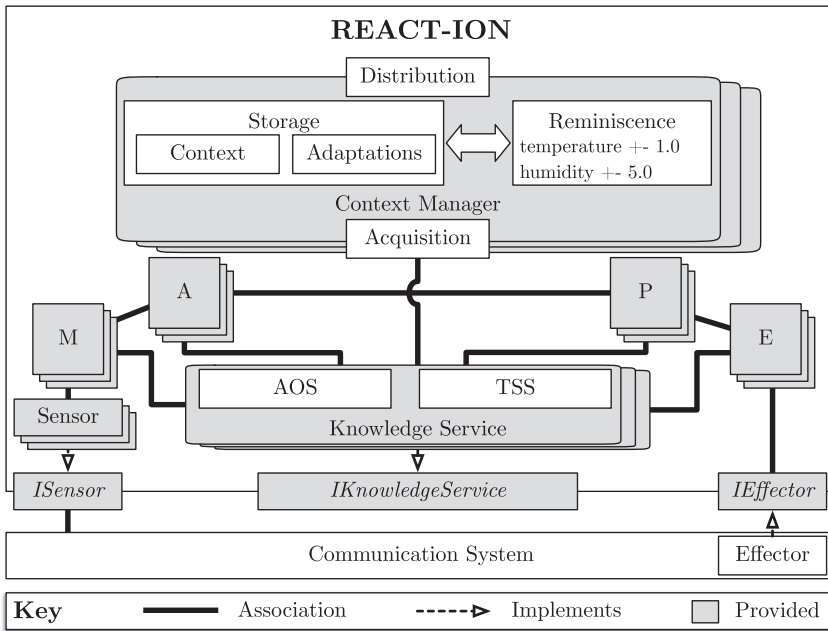 REACT-ION
Distribution
Storage
Context
Adaptations
Reminiscence
temperature +- 1.0
humidity +- 5.0
Context Manager
Acquisition
A
P
M
E
AOS
TSS
Sensor
Knowledge Service
ISensor
IKnowledgeService
IEffector
Communication System
Effector
Key
Association
Implements
Provided